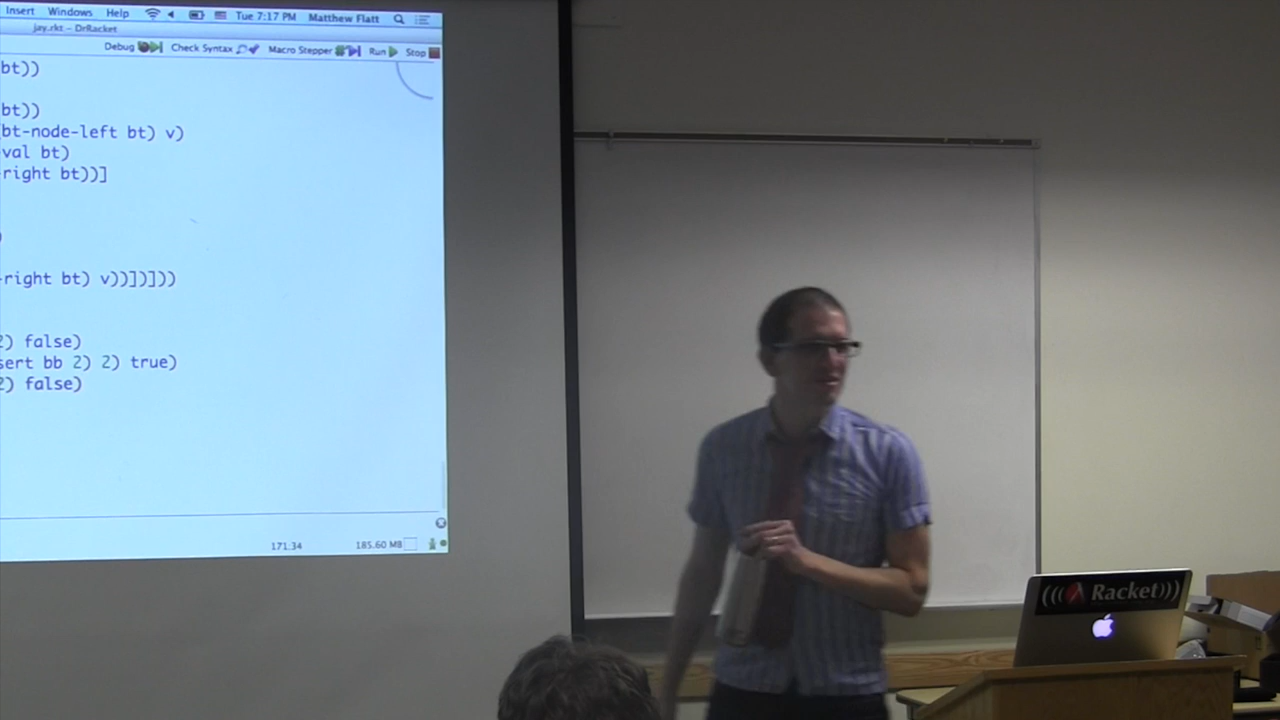 Insert Windows Help Tue 7:17 PM Matthew Flatt
jay.rkt - DrRacket
Debug Check Syntax Macro Stepper Run Stop
bt))
bt))
(bt-node-left bt) v)
val bt)
-right bt))]
)
-right bt) v))])]))
2) false)
sert bb 2) 2) true)
2) false)
171:34 185.60 MB
(((Racket)))